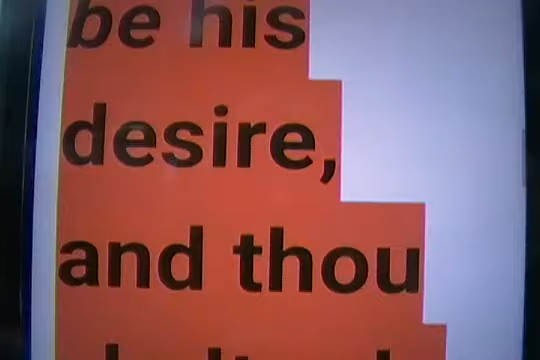 be his
desire,
and thou